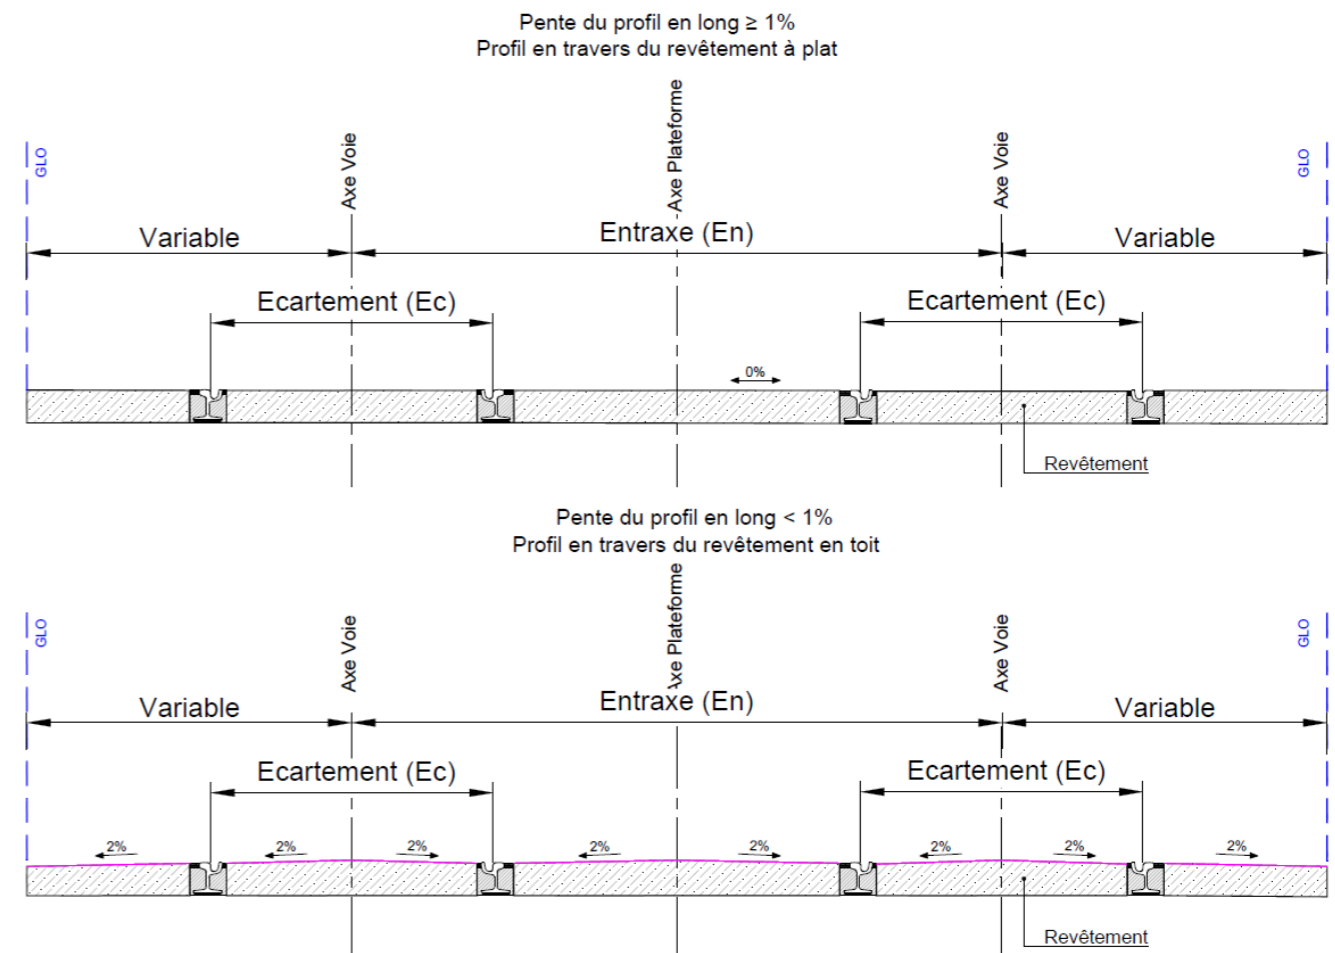 Pente du profil en long ≥ 1%
Profil en travers du revêtement à plat
GLO
Axe Voie
Axe Plateforme
Axe Voie
GLO
Variable
Entraxe (En)
Variable
Ecartement (Ec)
Ecartement (Ec)
0%
Revêtement
Pente du profil en long < 1%
Profil en travers du revêtement en toit
GLO
Axe Voie
Axe Plateforme
Axe Voie
GLO
Variable
Entraxe (En)
Variable
Ecartement (Ec)
Ecartement (Ec)
2%
2%
2%
2%
2%
2%
2%
2%
Revêtement